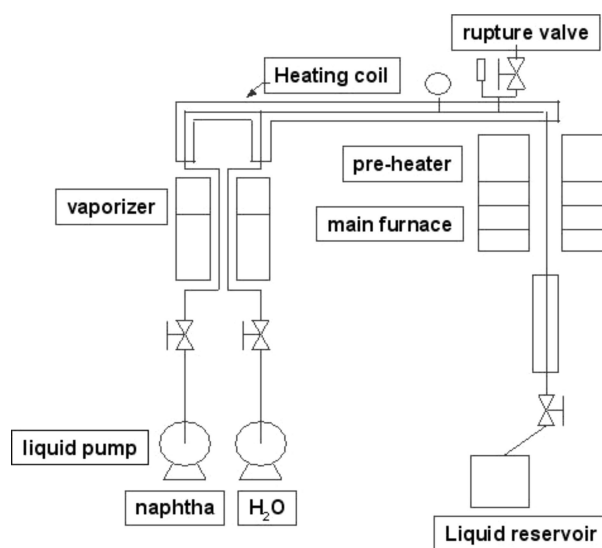 rupture valve
Heating coil
pre-heater
vaporizer
main furnace
liquid pump
naphtha
H₂O
Liquid reservoir